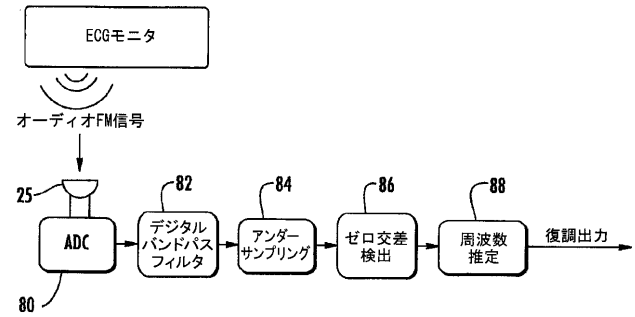 ECGモニタ
オーディオFM信号
25
ADC
80
82
デジタル
バンドパス
フィルタ
84
アンダー
サンプリング
86
ゼロ交差
検出
88
周波数
推定
復調出力